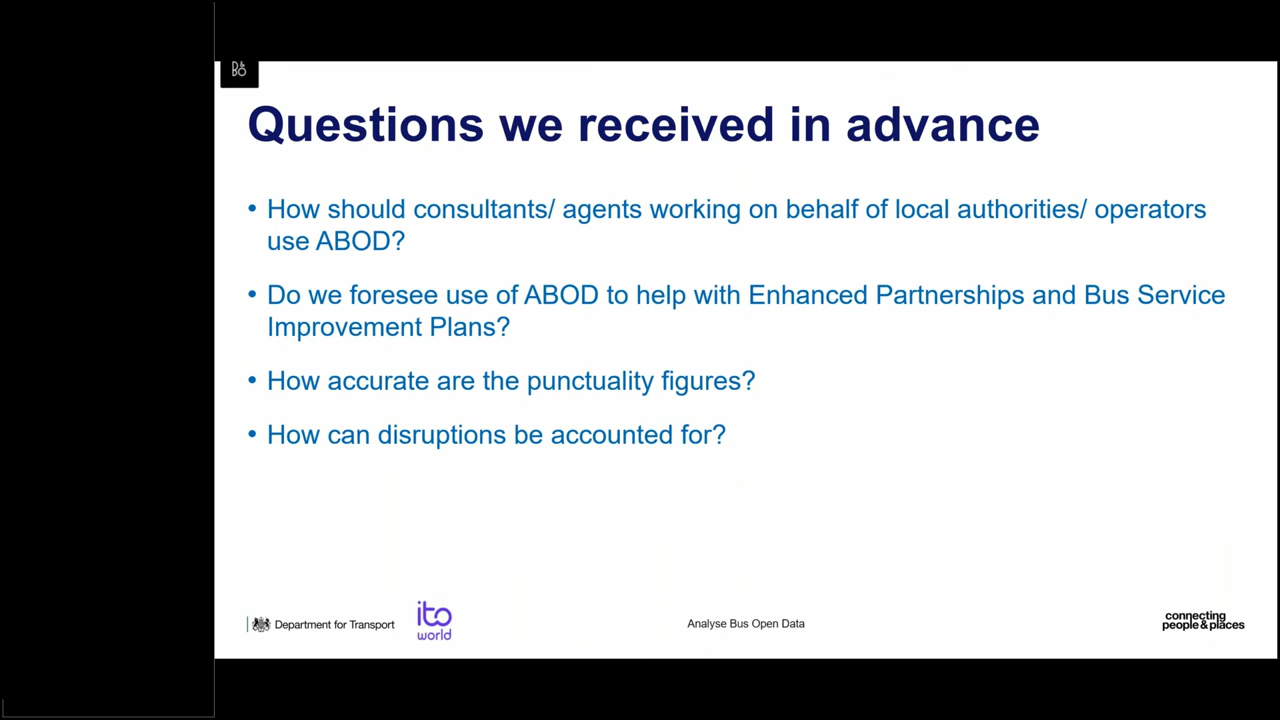 D&
BO
Questions we received in advance
• How should consultants/ agents working on behalf of local authorities/ operators
use ABOD?
• Do we foresee use of ABOD to help with Enhanced Partnerships and Bus Service
Improvement Plans?
• How accurate are the punctuality figures?
• How can disruptions be accounted for?
Department for Transport
ito
world
Analyse Bus Open Data
connecting
people&places